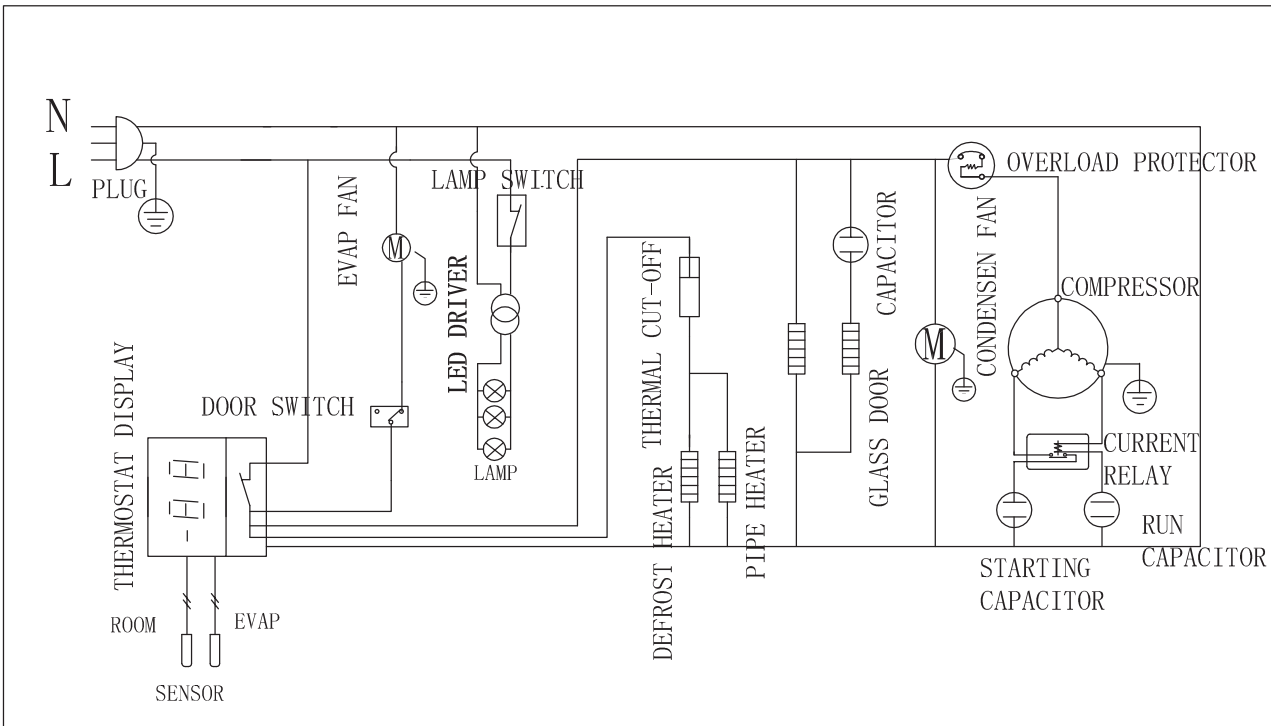 N
L
PLUG
LAMP SWITCH
OVERLOAD PROTECTOR
EVAP FAN
M
LED DRIVER
THERMAL CUT-OFF
CAPACITOR
CONDENSEN FAN
M
COMPRESSOR
THERMOSTAT DISPLAY
DOOR SWITCH
LAMP
GLASS DOOR
CURRENT
RELAY
DEFROST HEATER
PIPE HEATER
RUN
CAPACITOR
STARTING
CAPACITOR
ROOM
EVAP
SENSOR